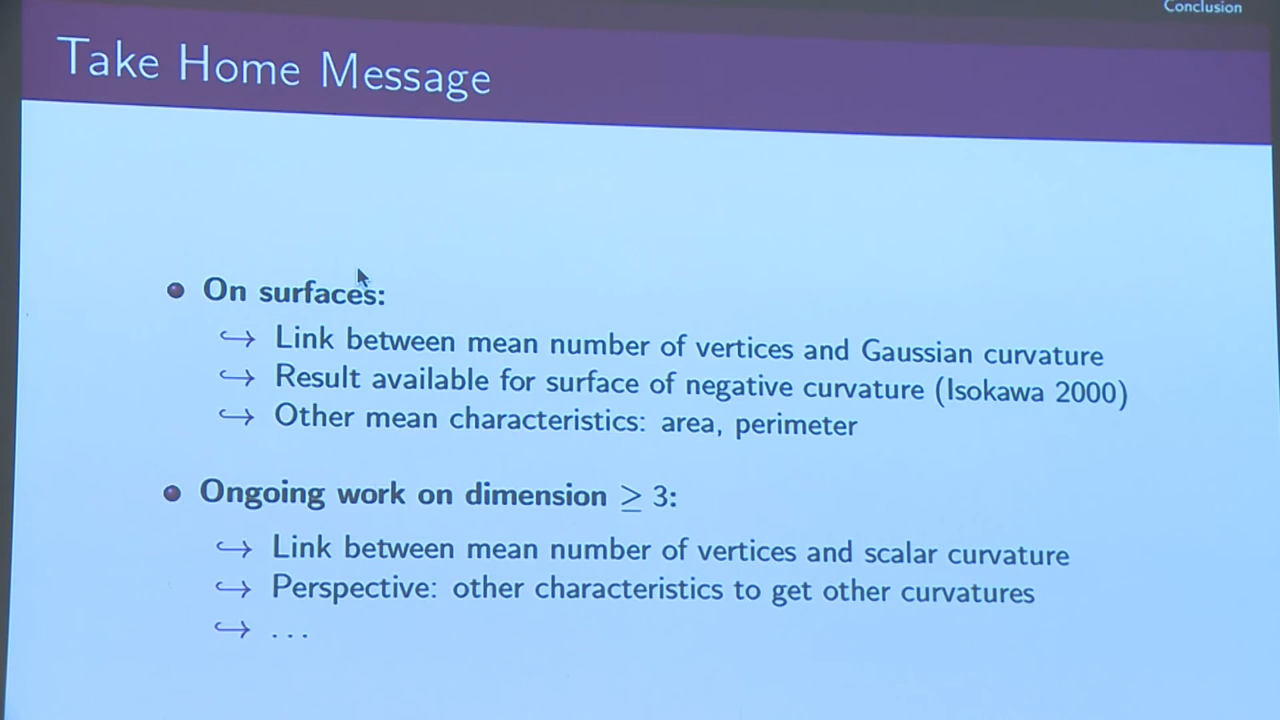 Conclusion
Take Home Message
• On surfaces:
↪ Link between mean number of vertices and Gaussian curvature
↪ Result available for surface of negative curvature (Isokawa 2000)
↪ Other mean characteristics: area, perimeter
• Ongoing work on dimension ≥ 3:
↪ Link between mean number of vertices and scalar curvature
↪ Perspective: other characteristics to get other curvatures
↪ ...